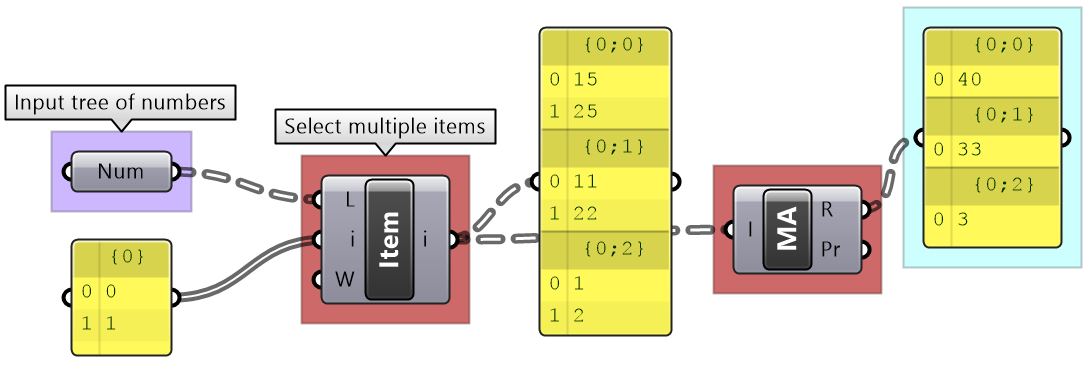 Input tree of numbers
Num
{0}
0 0
1 1
Select multiple items
L
i
W
Item
i
{0;0}
0 15
1 25
{0;1}
0 11
1 22
{0;2}
0 1
1 2
I
MA
R
Pr
{0;0}
0 40
{0;1}
0 33
{0;2}
0 3